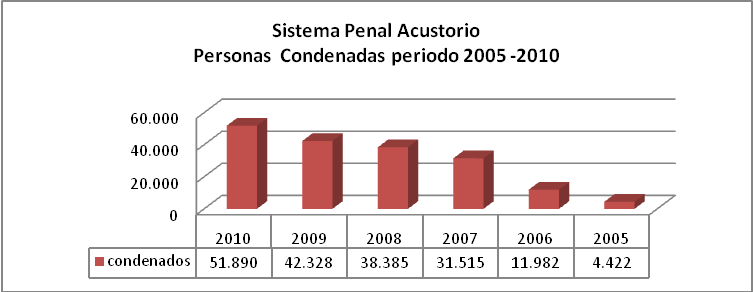 Sistema Penal Acustorio
Personas Condenadas periodo 2005 -2010
60.000
40.000
20.000
0
2010 2009 2008 2007 2006 2005
condenados 51.890 42.328 38.385 31.515 11.982 4.422